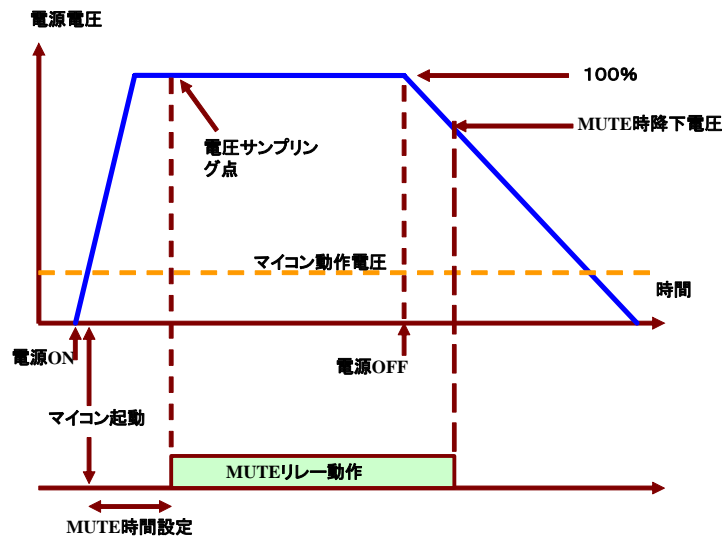 電源電圧
100%
MUTE時降下電圧
電圧サンプリン
グ点
マイコン動作電圧
時間
電源ON
電源OFF
マイコン起動
MUTEリレー動作
MUTE時間設定